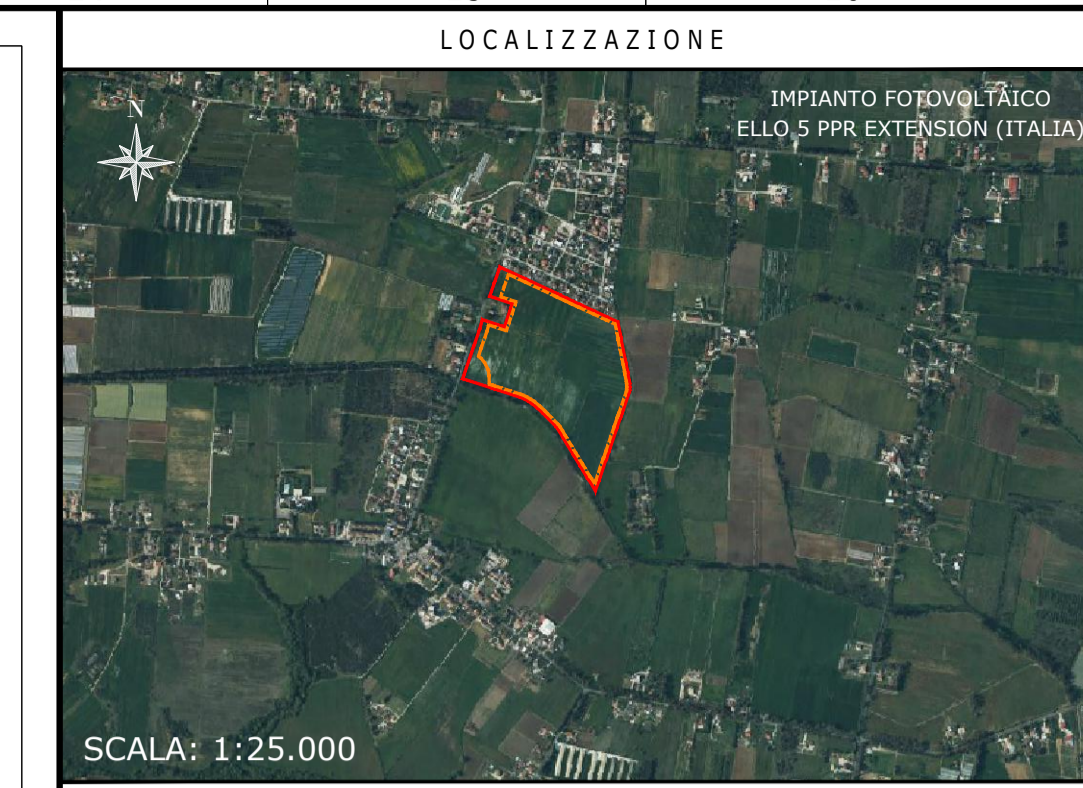 LOCALIZZAZIONE
IMPIANTO FOTOVOLTAICO
ELLO 5 PPR EXTENSION (ITALIA)
N
SCALA: 1:25.000